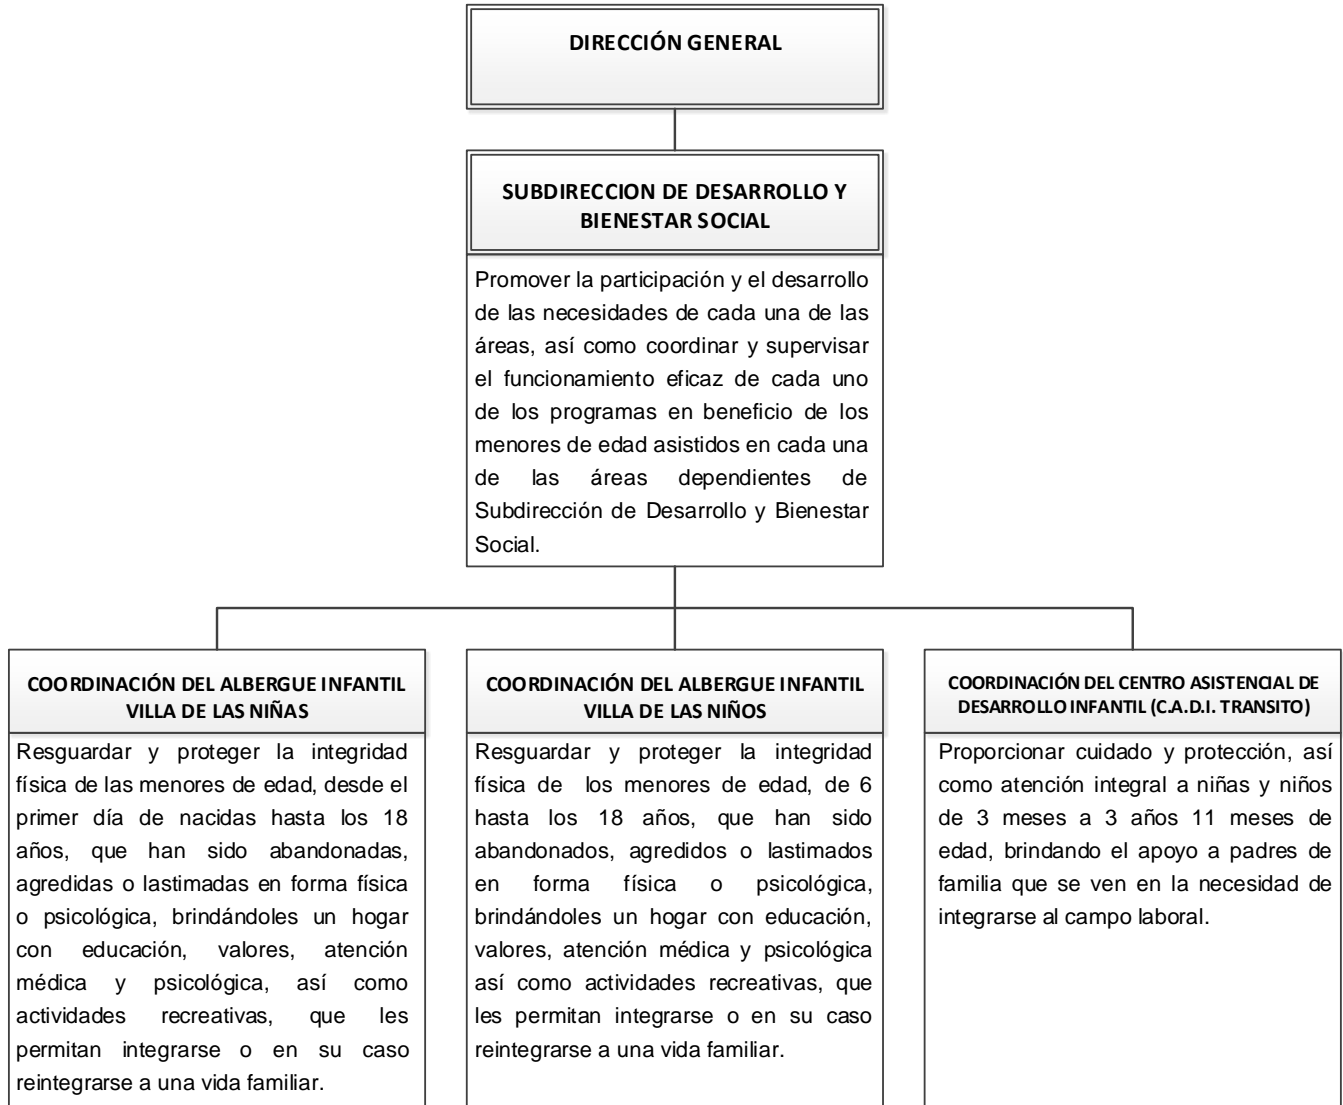 DIRECCIÓN GENERAL
SUBDIRECCION DE DESARROLLO Y
BIENESTAR SOCIAL
Promover la participación y el desarrollo
de las necesidades de cada una de las
áreas, así como coordinar y supervisar
el funcionamiento eficaz de cada uno
de los programas en beneficio de los
menores de edad asistidos en cada una
de las áreas dependientes de
Subdirección de Desarrollo y Bienestar
Social.
COORDINACIÓN DEL ALBERGUE INFANTIL
VILLA DE LAS NIÑAS
Resguardar y proteger la integridad
física de las menores de edad, desde el
primer día de nacidas hasta los 18
años, que han sido abandonadas,
agredidas o lastimadas en forma física
o psicológica, brindándoles un hogar
con educación, valores, atención
médica y psicológica, así como
actividades recreativas, que les
permitan integrarse o en su caso
reintegrarse a una vida familiar.
COORDINACIÓN DEL ALBERGUE INFANTIL
VILLA DE LAS NIÑOS
Resguardar y proteger la integridad
física de los menores de edad, de 6
hasta los 18 años, que han sido
abandonados, agredidos o lastimados
en forma física o psicológica,
brindándoles un hogar con educación,
valores, atención médica y psicológica
así como actividades recreativas, que
les permitan integrarse o en su caso
reintegrarse a una vida familiar.
COORDINACIÓN DEL CENTRO ASISTENCIAL DE
DESARROLLO INFANTIL (C.A.D.I. TRANSITO)
Proporcionar cuidado y protección, así
como atención integral a niñas y niños
de 3 meses a 3 años 11 meses de
edad, brindando el apoyo a padres de
familia que se ven en la necesidad de
integrarse al campo laboral.